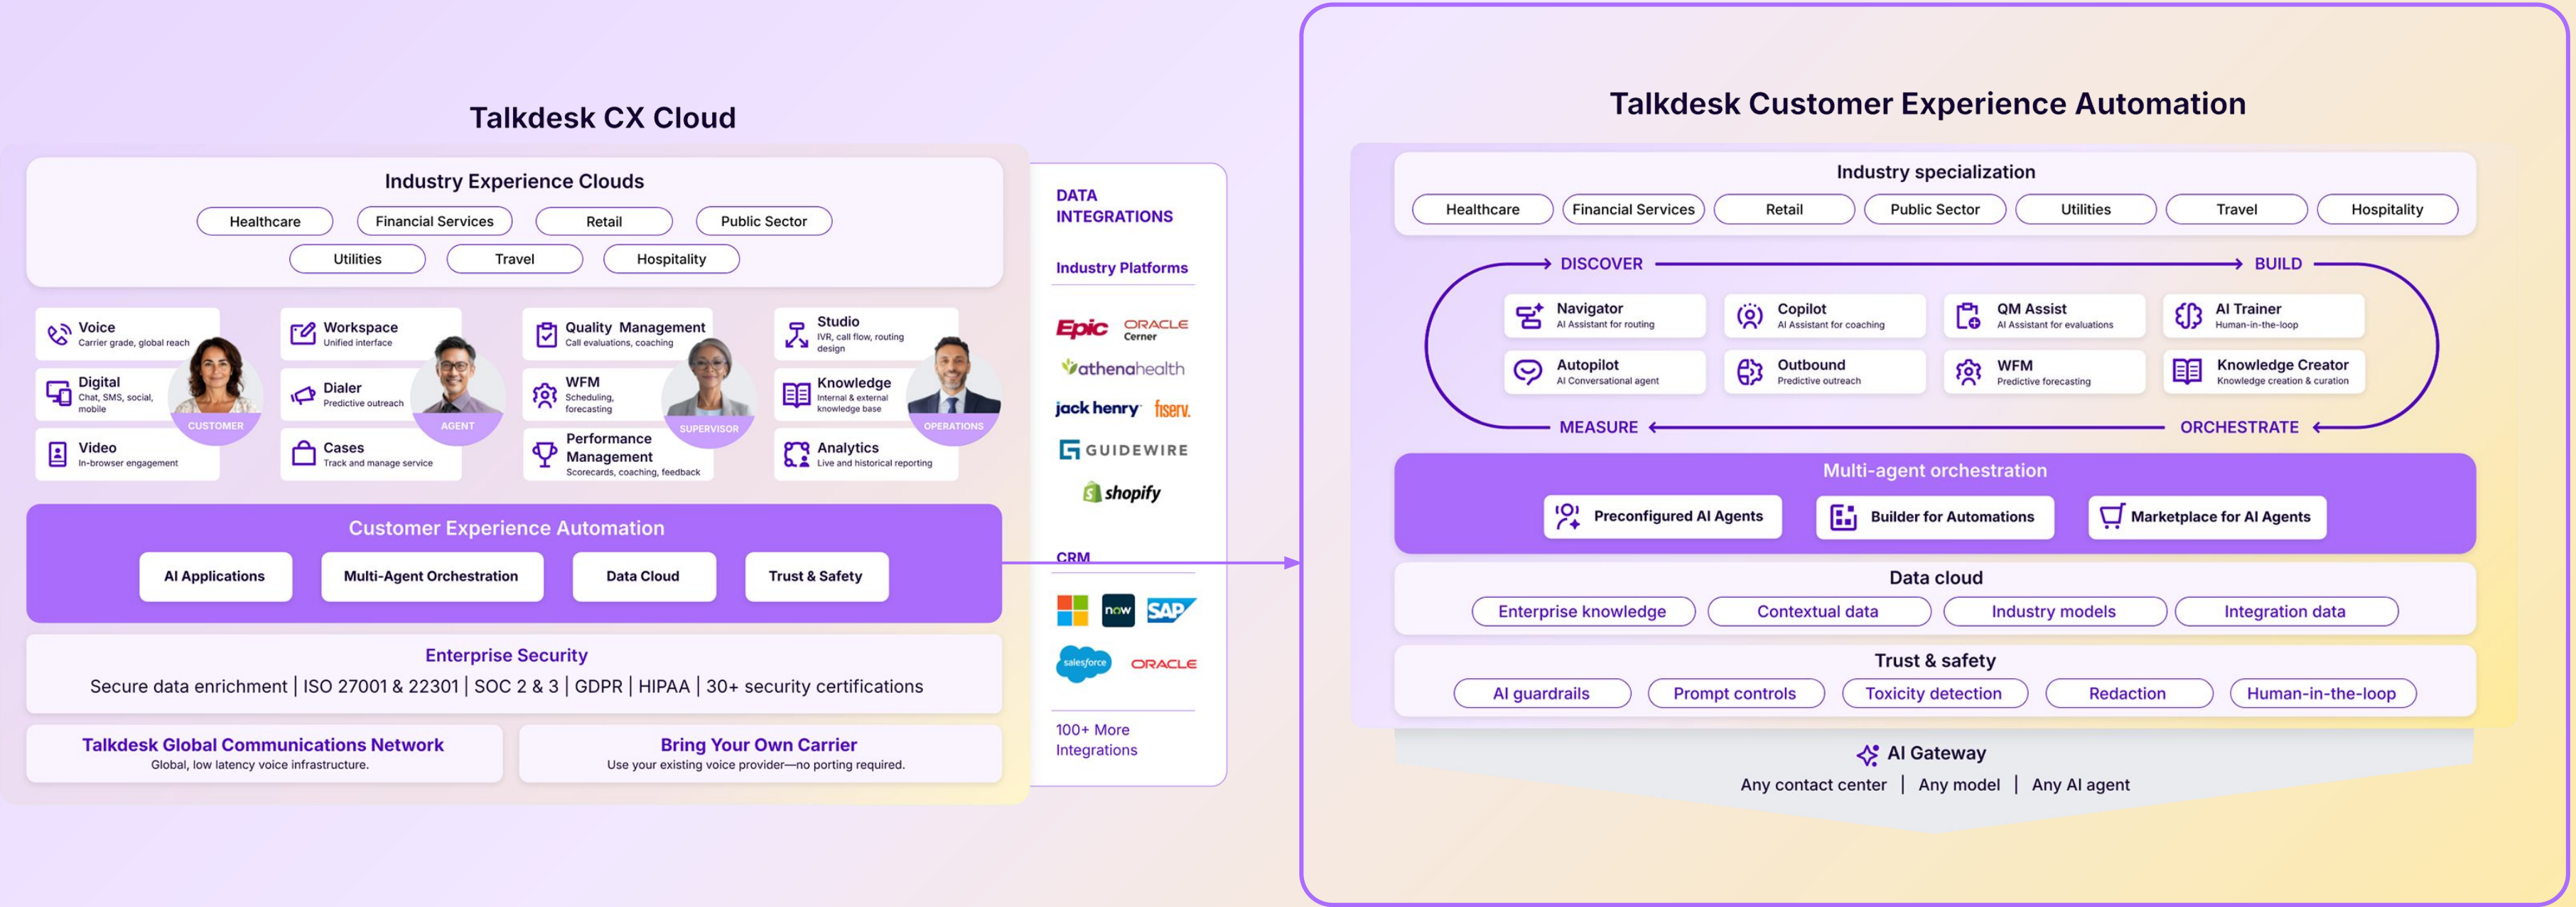 Talkdesk CX Cloud
Industry Experience Clouds
Healthcare
Financial Services
Retail
Public Sector
Utilities
Travel
Hospitality
Voice
Carrier grade, global reach
Digital
Chat, SMS, social,
mobile
Video
In-browser engagement
CUSTOMER
Workspace
Unified interface
Dialer
Predictive outreach
Cases
Track and manage service
AGENT
Quality Management
Call evaluations, coaching
WFM
Scheduling,
forecasting
Performance
Management
Scorecards, coaching, feedback
SUPERVISOR
Studio
IVR, call flow, routing
design
Knowledge
Internal & external
knowledge base
Analytics
Live and historical reporting
OPERATIONS
Customer Experience Automation
AI Applications
Multi-Agent Orchestration
Data Cloud
Trust & Safety
Enterprise Security
Secure data enrichment | ISO 27001 & 22301 | SOC 2 & 3 | GDPR | HIPAA | 30+ security certifications
Talkdesk Global Communications Network
Global, low latency voice infrastructure.
Bring Your Own Carrier
Use your existing voice provider—no porting required.
DATA
INTEGRATIONS
Industry Platforms
Epic
ORACLE
Cerner
athenahealth
jack henry
fiserv.
GUIDEWIRE
shopify
CRM
now
SAP
salesforce
ORACLE
100+ More
Integrations
Talkdesk Customer Experience Automation
Industry specialization
Healthcare
Financial Services
Retail
Public Sector
Utilities
Travel
Hospitality
DISCOVER
BUILD
Navigator
AI Assistant for routing
Copilot
AI Assistant for coaching
QM Assist
AI Assistant for evaluations
AI Trainer
Human-in-the-loop
Autopilot
AI Conversational agent
Outbound
Predictive outreach
WFM
Predictive forecasting
Knowledge Creator
Knowledge creation & curation
MEASURE
ORCHESTRATE
Multi-agent orchestration
Preconfigured AI Agents
Builder for Automations
Marketplace for AI Agents
Data cloud
Enterprise knowledge
Contextual data
Industry models
Integration data
Trust & safety
AI guardrails
Prompt controls
Toxicity detection
Redaction
Human-in-the-loop
AI Gateway
Any contact center | Any model | Any AI agent